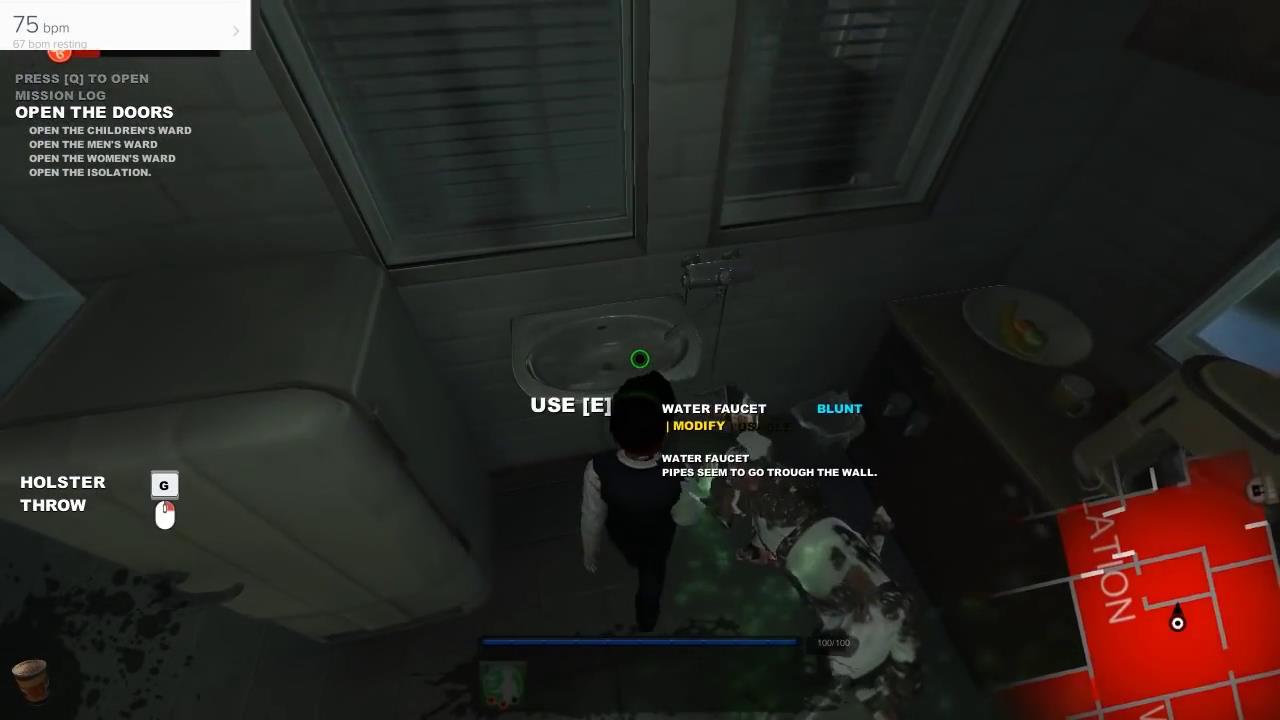 75 bpm
67 bpm resting
PRESS [Q] TO OPEN
MISSION LOG
OPEN THE DOORS
OPEN THE CHILDREN'S WARD
OPEN THE MEN'S WARD
OPEN THE WOMEN'S WARD
OPEN THE ISOLATION.
USE [E]
WATER FAUCET BLUNT
| MODIFY
WATER FAUCET
PIPES SEEM TO GO TROUGH THE WALL.
HOLSTER G
THROW
LATION
100/100